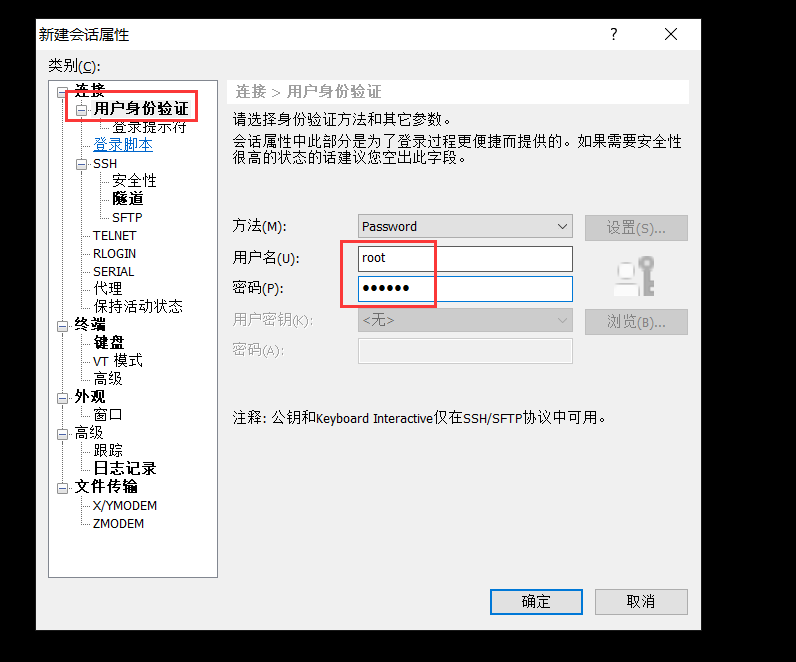 新建会话属性
?
类别(C):
连接
用户身份验证
登录提示符
登录脚本
SSH
安全性
隧道
SFTP
TELNET
RLOGIN
SERIAL
代理
保持活动状态
终端
键盘
VT 模式
高级
外观
窗口
高级
跟踪
日志记录
文件传输
X/YMODEM
ZMODEM
连接 > 用户身份验证
请选择身份验证方法和其它参数。
会话属性中此部分是为了登录过程更便捷而提供的。如果需要安全性
很高的状态的话建议您空出此字段。
方法(M): Password 设置(S)...
用户名(U): root
密码(P): ●●●●●●
用户密钥(K): <无> 浏览(B)...
密码(A):
注释: 公钥和Keyboard Interactive仅在SSH/SFTP协议中可用。
确定 取消